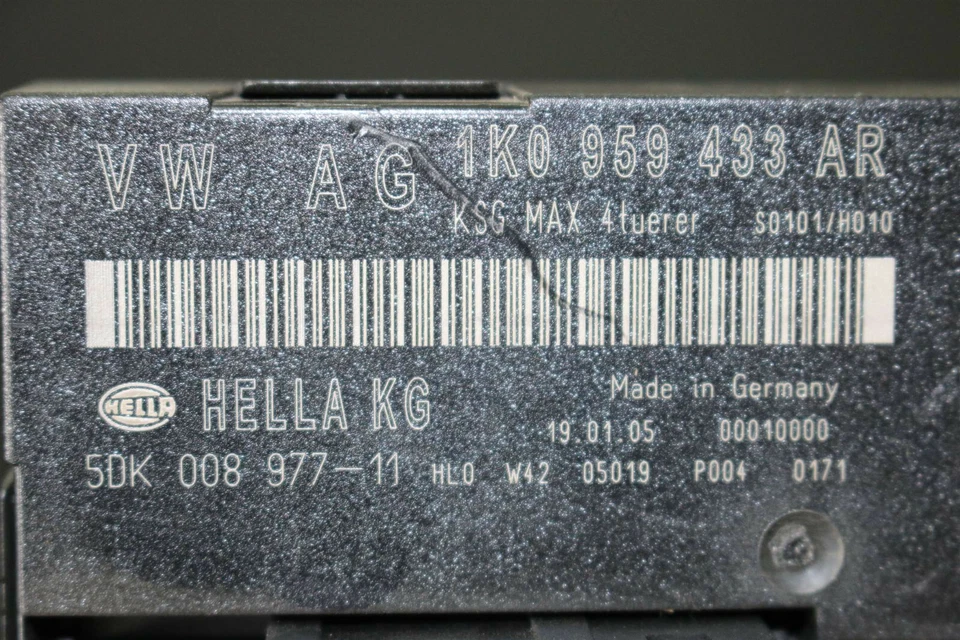 VW AG 1K0 959 433 AR
KSG MAX 4tuerer S0101/H010
HELLA HELLA KG Made in Germany
19.01.05 00010000
5DK 008 977-11 HLO W42 05019 P004 0171